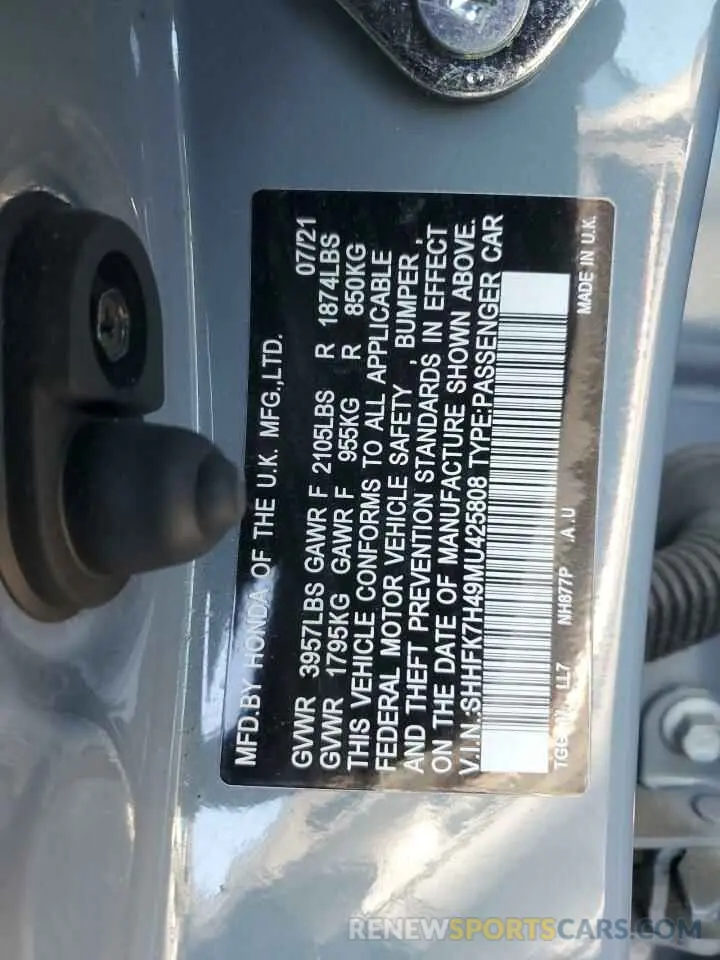 MFD.BY HONDA OF THE U.K. MFG.,LTD.
07/21
GVWR 3957LBS GAWR F 2105LBS R 1874LBS
GVWR 1795KG GAWR F 955KG R 850KG
THIS VEHICLE CONFORMS TO ALL APPLICABLE
FEDERAL MOTOR VEHICLE SAFETY , BUMPER ,
AND THEFT PREVENTION STANDARDS IN EFFECT
ON THE DATE OF MANUFACTURE SHOWN ABOVE.
V.I.N.:SHHFK7H49MU425808 TYPE:PASSENGER CAR
LL7 NH877P A.U MADE IN U.K.
RENEWSPORTSCARS.COM